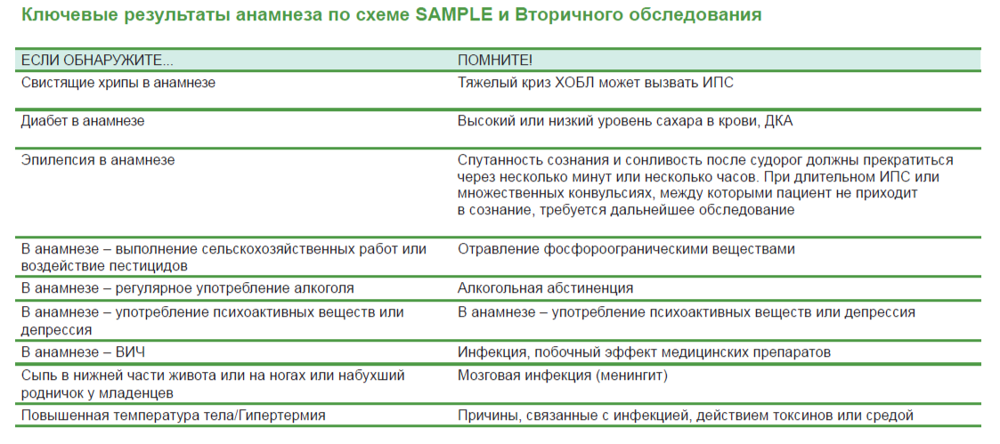 Ключевые результаты анамнеза по схеме SAMPLE и Вторичного обследования
ЕСЛИ ОБНАРУЖИТЕ...
ПОМНИТЕ!
Свистящие хрипы в анамнезе
Тяжелый криз ХОБЛ может вызвать ИПС
Диабет в анамнезе
Высокий или низкий уровень сахара в крови, ДКА
Эпилепсия в анамнезе
Спутанность сознания и сонливость после судорог должны прекратиться
через несколько минут или несколько часов. При длительном ИПС или
множественных конвульсиях, между которыми пациент не приходит
в сознание, требуется дальнейшее обследование
В анамнезе – выполнение сельскохозяйственных работ или
воздействие пестицидов
Отравление фосфороограническими веществами
В анамнезе – регулярное употребление алкоголя
Алкогольная абстиненция
В анамнезе – употребление психоактивных веществ или
депрессия
В анамнезе – употребление психоактивных веществ или депрессия
В анамнезе – ВИЧ
Инфекция, побочный эффект медицинских препаратов
Сыпь в нижней части живота или на ногах или набухший
родничок у младенцев
Мозговая инфекция (менингит)
Повышенная температура тела/Гипертермия
Причины, связанные с инфекцией, действием токсинов или средой